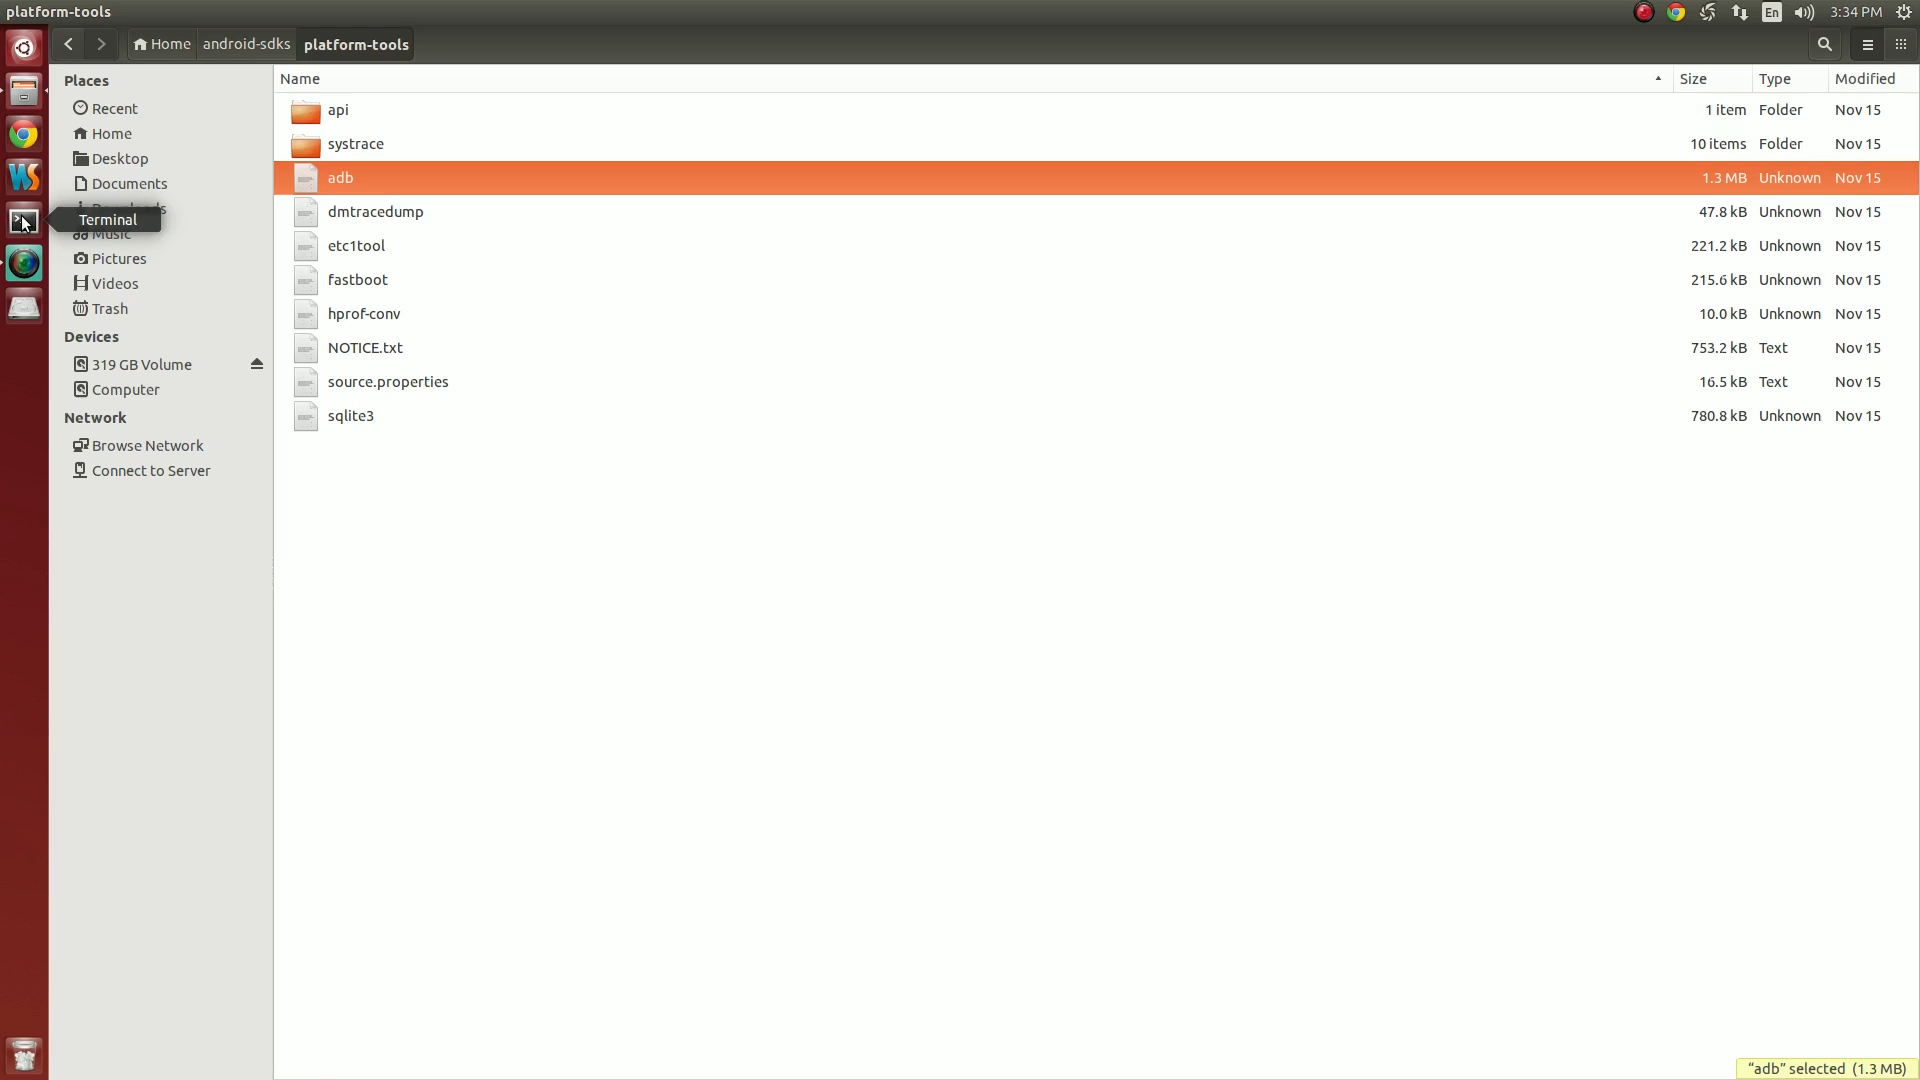 platform-tools
En
3:34 PM
Home
android-sdks
platform-tools
Places
Recent
Home
Desktop
Documents
Terminal
Music
Pictures
Videos
Trash
Devices
319 GB Volume
Computer
Network
Browse Network
Connect to Server
Name Size Type Modified
api 1 item Folder Nov 15
systrace 10 items Folder Nov 15
adb 1.3 MB Unknown Nov 15
dmtracedump 47.8 kB Unknown Nov 15
etc1tool 221.2 kB Unknown Nov 15
fastboot 215.6 kB Unknown Nov 15
hprof-conv 10.0 kB Unknown Nov 15
NOTICE.txt 753.2 kB Text Nov 15
source.properties 16.5 kB Text Nov 15
sqlite3 780.8 kB Unknown Nov 15
"adb" selected (1.3 MB)